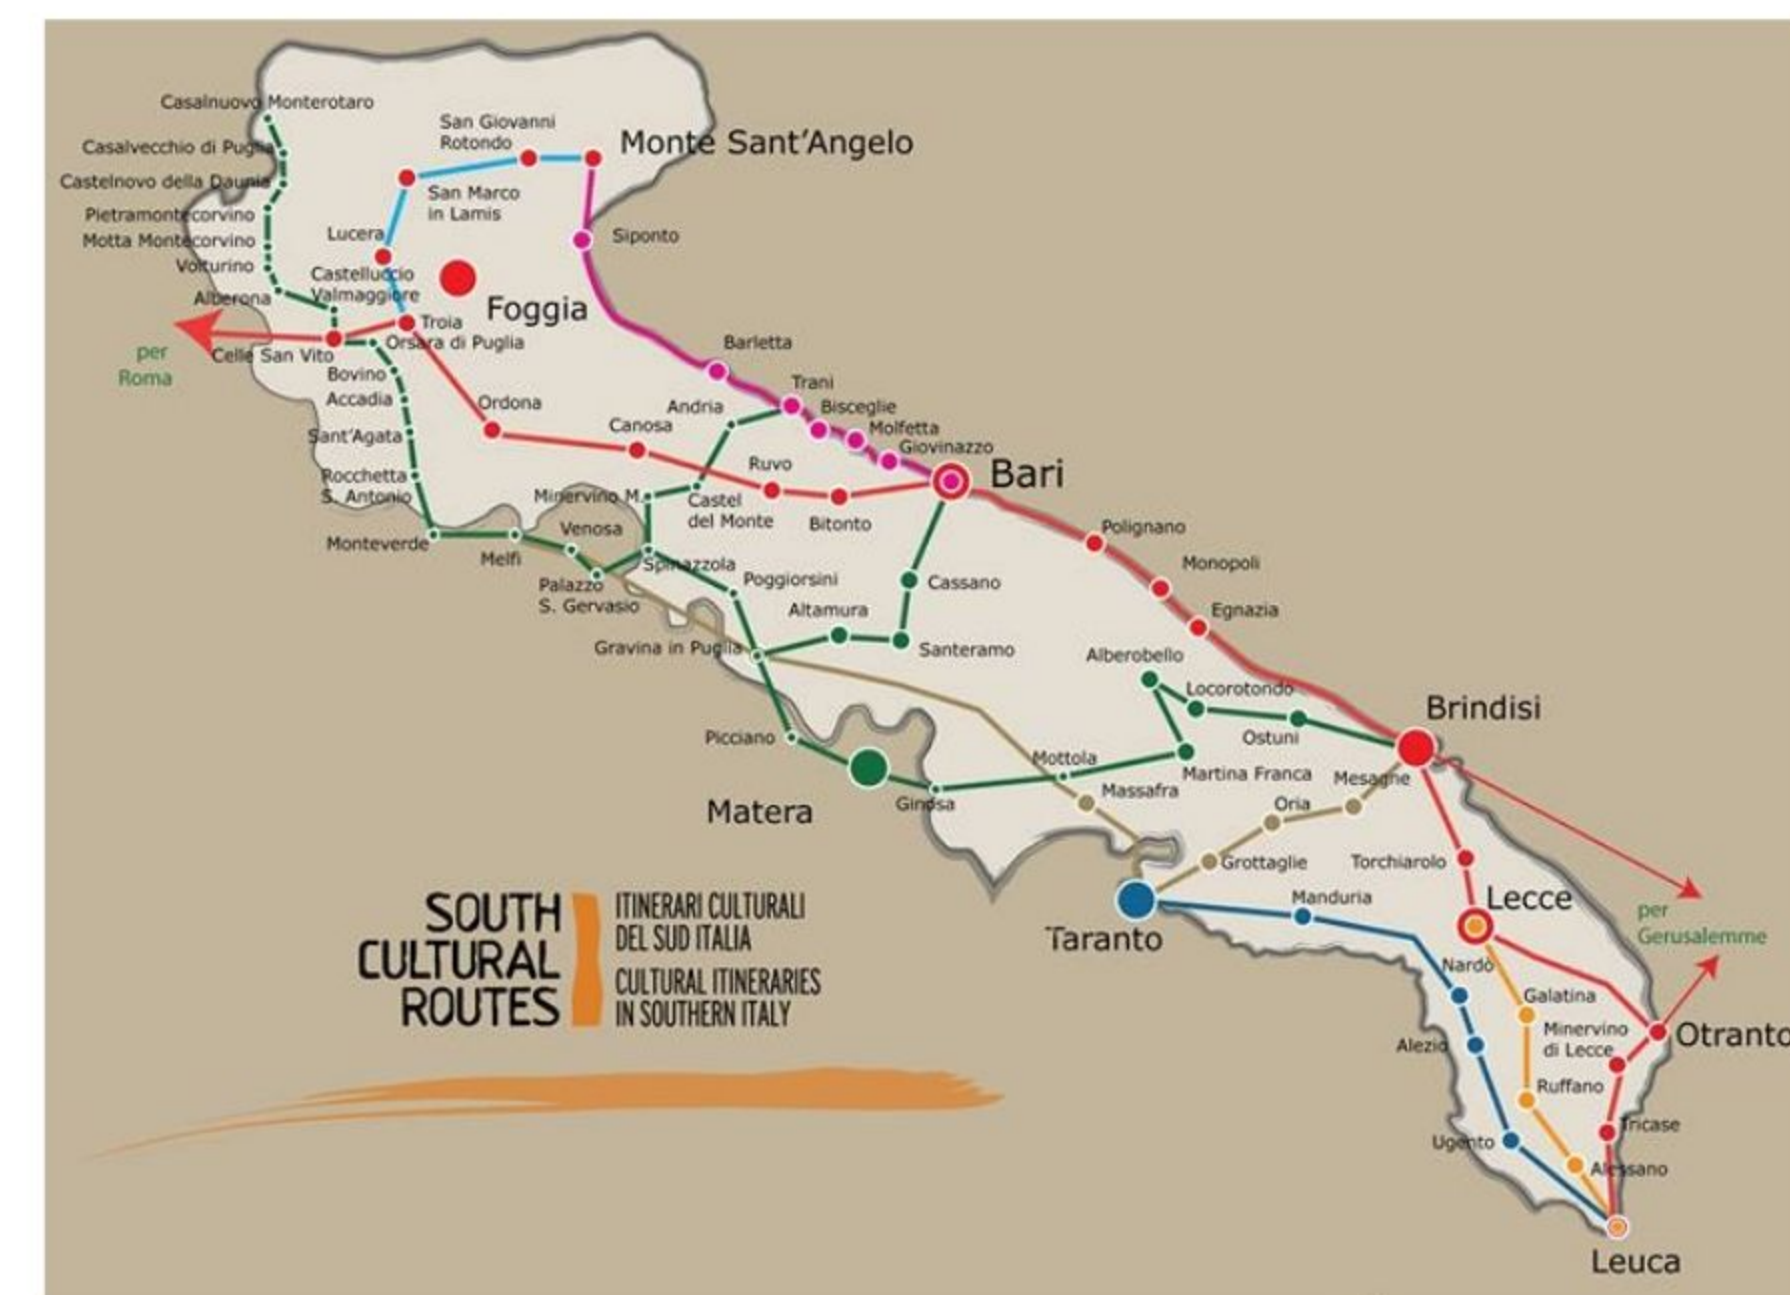 Casalnuovo Monterotaro
San Giovanni
Rotondo
Monte Sant'Angelo
Casalvecchio di Puglia
Castelnovo della Daunia
San Marco
in Lamis
Pietramontecorvino
Motta Montecorvino
Lucera
Siponto
Volturino
Castelluccio
Valmaggiore
Alberona
Foggia
Troia
Orsara di Puglia
per
Roma
Celle San Vito
Barletta
Bovino
Trani
Accadia
Ordona
Andria
Bisceglie
Canosa
Molfetta
Sant'Agata
Giovinazzo
Ruvo
Bari
Rocchetta
S. Antonio
Minervino M.
Castel
del Monte
Bitonto
Venosa
Polignano
Monteverde
Melfi
Spinazzola
Monopoli
Palazzo
S. Gervasio
Poggiorsini
Cassano
Altamura
Egnazia
Gravina in Puglia
Santeramo
Alberobello
Locorotondo
Brindisi
Picciano
Ostuni
Mottola
Martina Franca
Mesagne
Massafra
Matera
Ginosa
Oria
Grottaglie
Torchiarolo
Manduria
Lecce
Taranto
per
Gerusalemme
SOUTH
CULTURAL
ROUTES
ITINERARI CULTURALI
DEL SUD ITALIA
CULTURAL ITINERARIES
IN SOUTHERN ITALY
Nardò
Galatina
Minervino
di Lecce
Otranto
Alezio
Ruffano
Tricase
Ugento
Alessano
Leuca